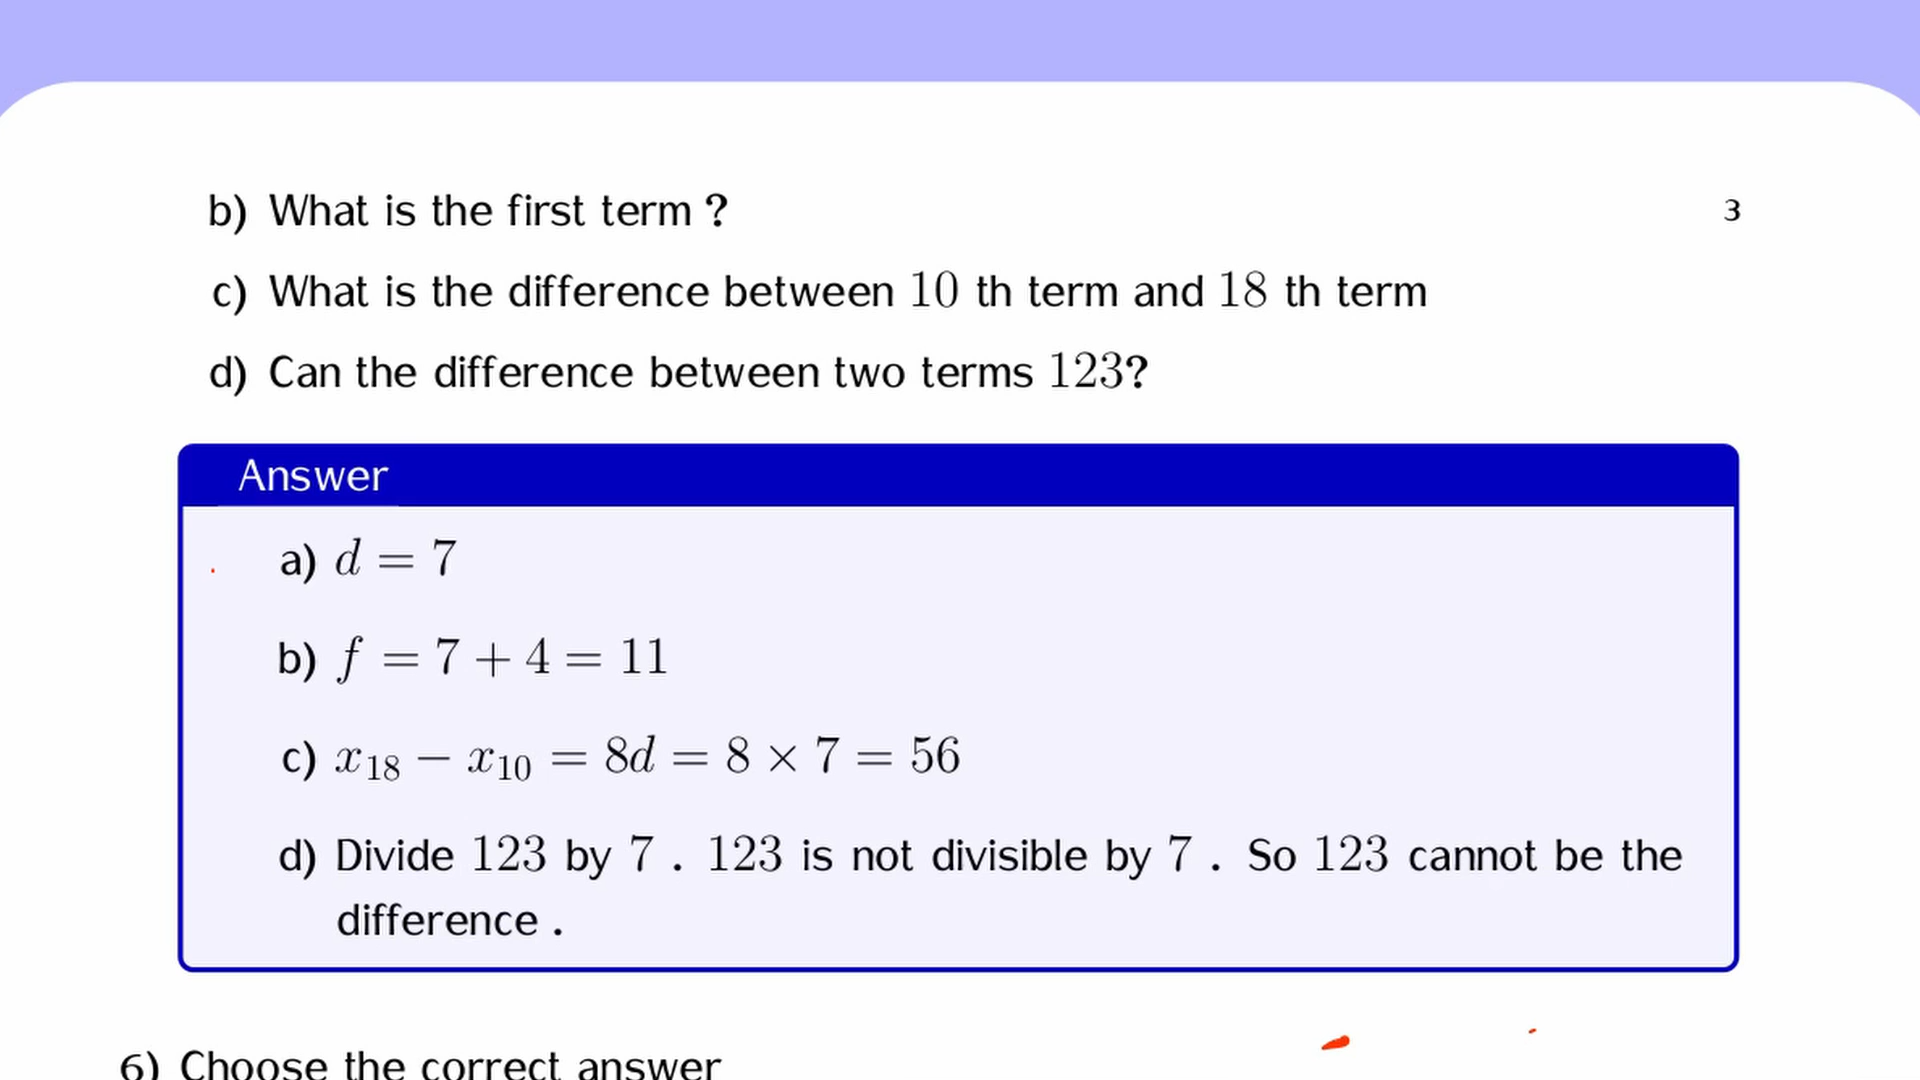 b) What is the first term ?
3
c) What is the difference between 10 th term and 18 th term
d) Can the difference between two terms 123?
Answer
a) d = 7
b) f = 7 + 4 = 11
c) x₁₈ − x₁₀ = 8d = 8 × 7 = 56
d) Divide 123 by 7 . 123 is not divisible by 7 . So 123 cannot be the
difference .
6) Choose the correct answer